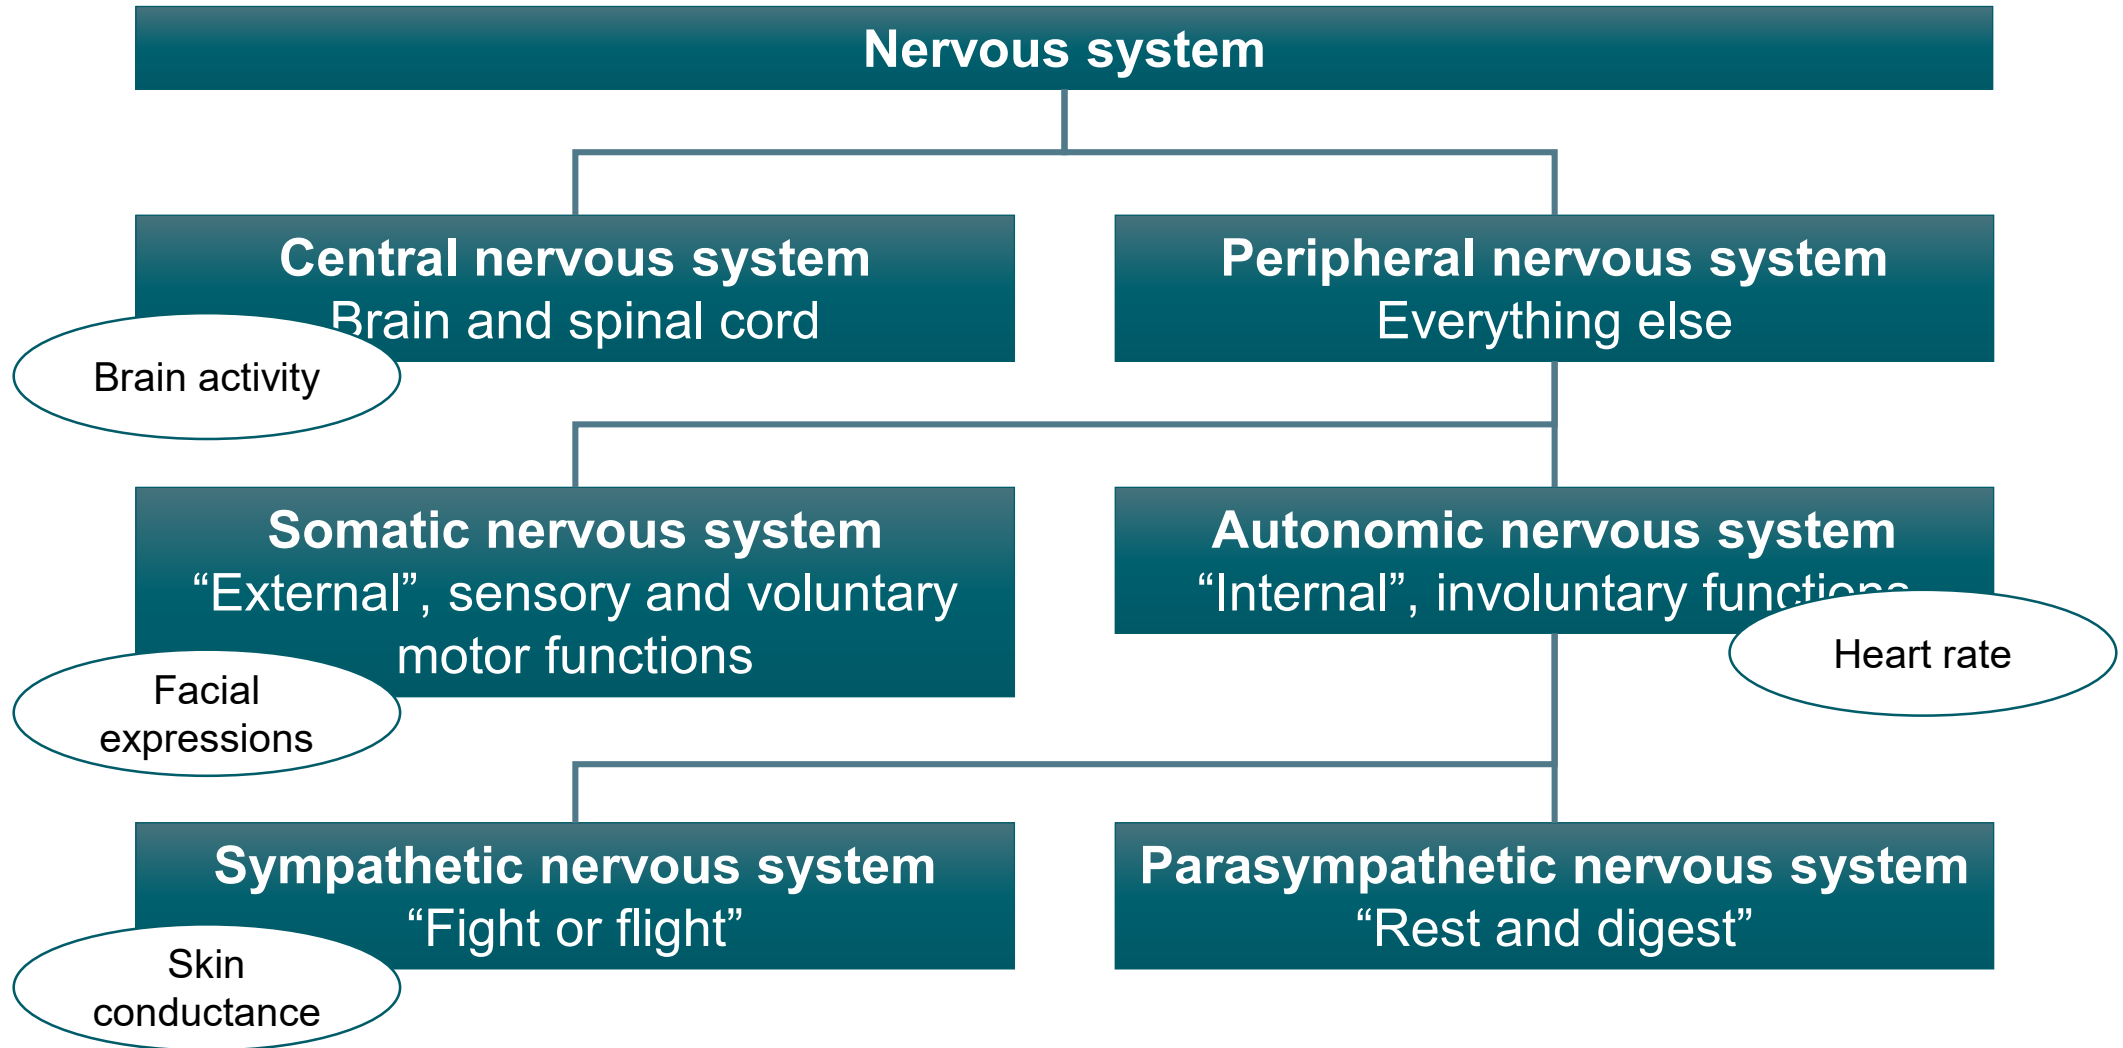 Nervous system
Central nervous system
Brain and spinal cord
Peripheral nervous system
Everything else
Brain activity
Somatic nervous system
“External”, sensory and voluntary
motor functions
Autonomic nervous system
“Internal”, involuntary functions
Facial
expressions
Heart rate
Sympathetic nervous system
“Fight or flight”
Parasympathetic nervous system
“Rest and digest”
Skin
conductance